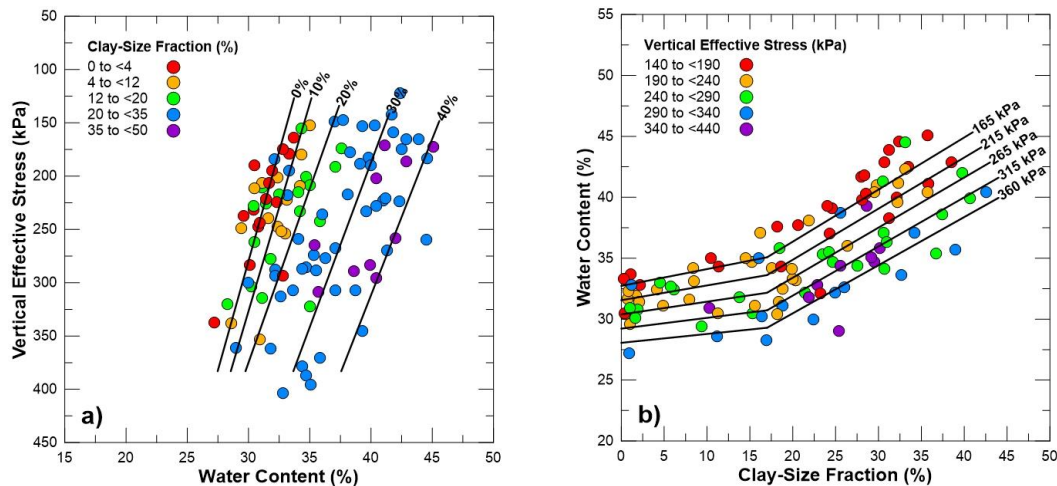 50
100
150
200
250
300
350
400
450
Vertical Effective Stress (kPa)
Clay-Size Fraction (%)
0 to <4
4 to <12
12 to <20
20 to <35
35 to <50
0%
10%
20%
30%
40%
a)
15
20
25
30
35
40
45
50
Water Content (%)
55
50
45
40
35
30
25
20
Water Content (%)
Vertical Effective Stress (kPa)
140 to <190
190 to <240
240 to <290
290 to <340
340 to <440
165 kPa
215 kPa
265 kPa
315 kPa
360 kPa
b)
0
5
10
15
20
25
30
35
40
45
50
Clay-Size Fraction (%)